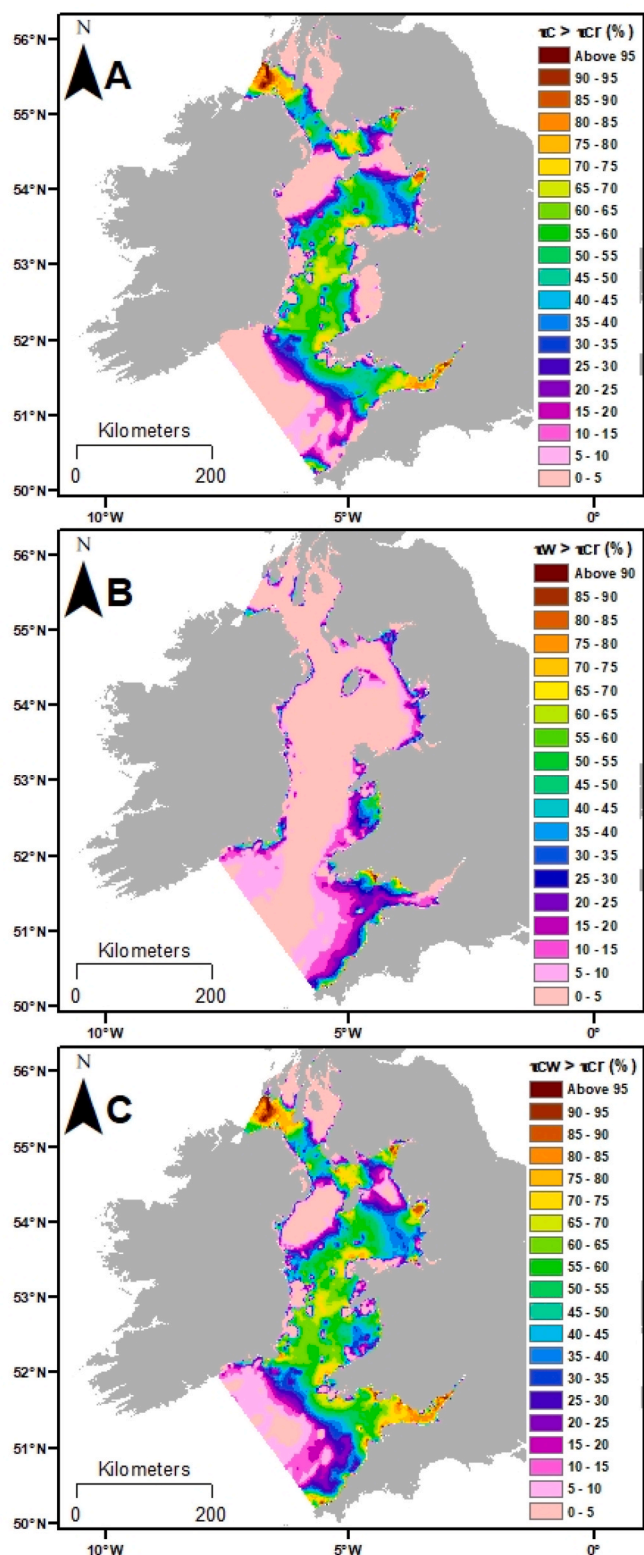 N
A
56°N
55°N
54°N
53°N
52°N
51°N
50°N
Kilometers
0 200
10°W 5°W 0°
τc > τcr (%)
Above 95
90 - 95
85 - 90
80 - 85
75 - 80
70 - 75
65 - 70
60 - 65
55 - 60
50 - 55
45 - 50
40 - 45
35 - 40
30 - 35
25 - 30
20 - 25
15 - 20
10 - 15
5 - 10
0 - 5
N
B
56°N
55°N
54°N
53°N
52°N
51°N
50°N
Kilometers
0 200
10°W 5°W 0°
τw > τcr (%)
Above 90
85 - 90
80 - 85
75 - 80
70 - 75
65 - 70
60 - 65
55 - 60
50 - 55
45 - 50
40 - 45
35 - 40
30 - 35
25 - 30
20 - 25
15 - 20
10 - 15
5 - 10
0 - 5
N
C
56°N
55°N
54°N
53°N
52°N
51°N
50°N
Kilometers
0 200
10°W 5°W 0°
τcw > τcr (%)
Above 95
90 - 95
85 - 90
80 - 85
75 - 80
70 - 75
65 - 70
60 - 65
55 - 60
50 - 55
45 - 50
40 - 45
35 - 40
30 - 35
25 - 30
20 - 25
15 - 20
10 - 15
5 - 10
0 - 5